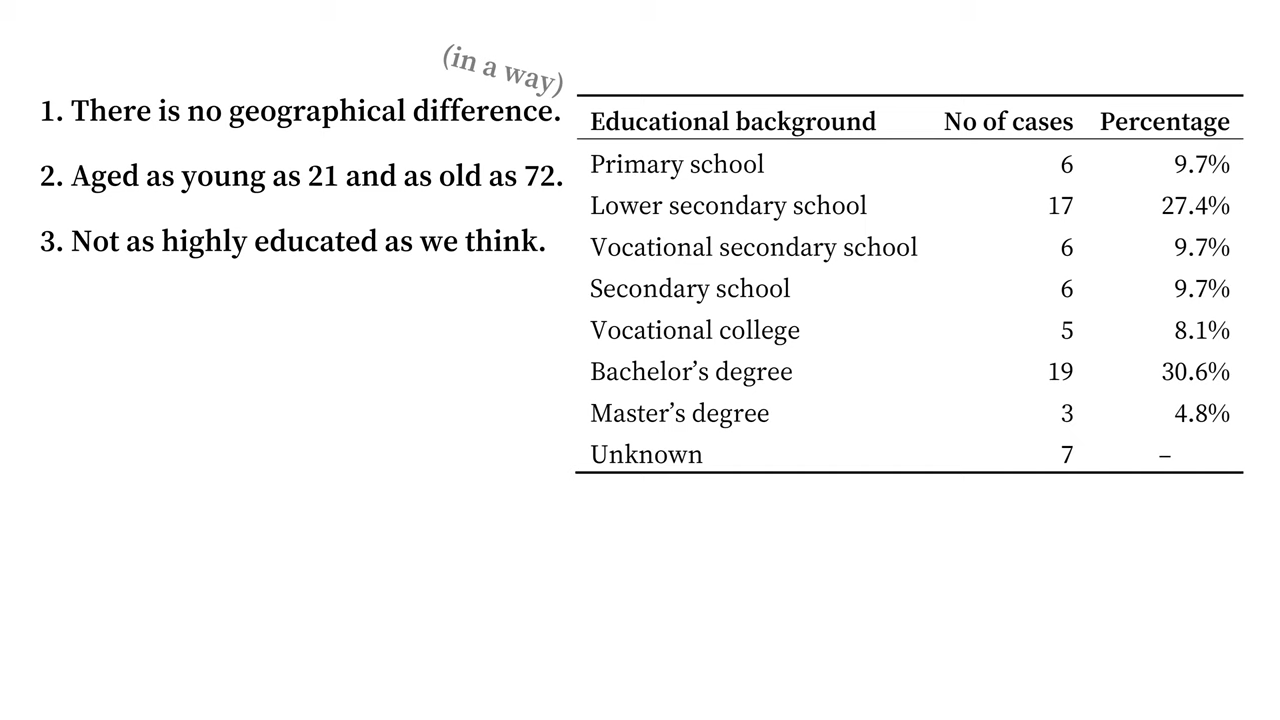 (in a way)
1. There is no geographical difference.
2. Aged as young as 21 and as old as 72.
3. Not as highly educated as we think.
Educational background No of cases Percentage
Primary school 6 9.7%
Lower secondary school 17 27.4%
Vocational secondary school 6 9.7%
Secondary school 6 9.7%
Vocational college 5 8.1%
Bachelor’s degree 19 30.6%
Master’s degree 3 4.8%
Unknown 7 –